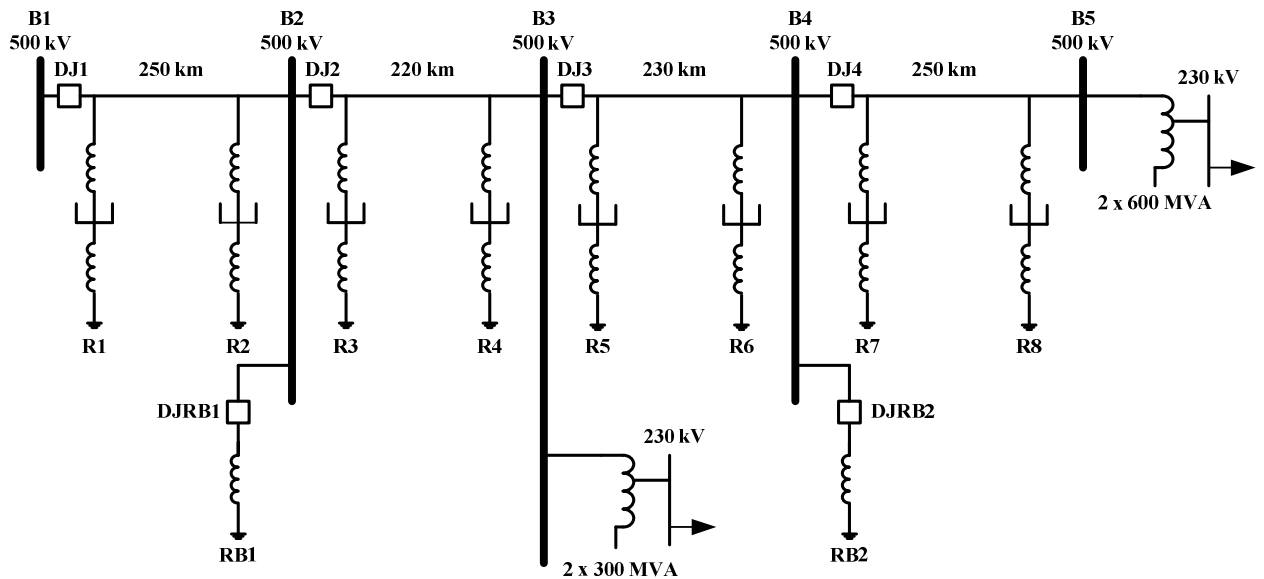 B1 B2 B3 B4 B5
500 kV 500 kV 500 kV 500 kV 500 kV
DJ1 250 km DJ2 220 km DJ3 230 km DJ4 250 km 230 kV
2 x 600 MVA
R1 R2 R3 R4 R5 R6 R7 R8
DJRB1 DJRB2
230 kV
RB1 RB2
2 x 300 MVA